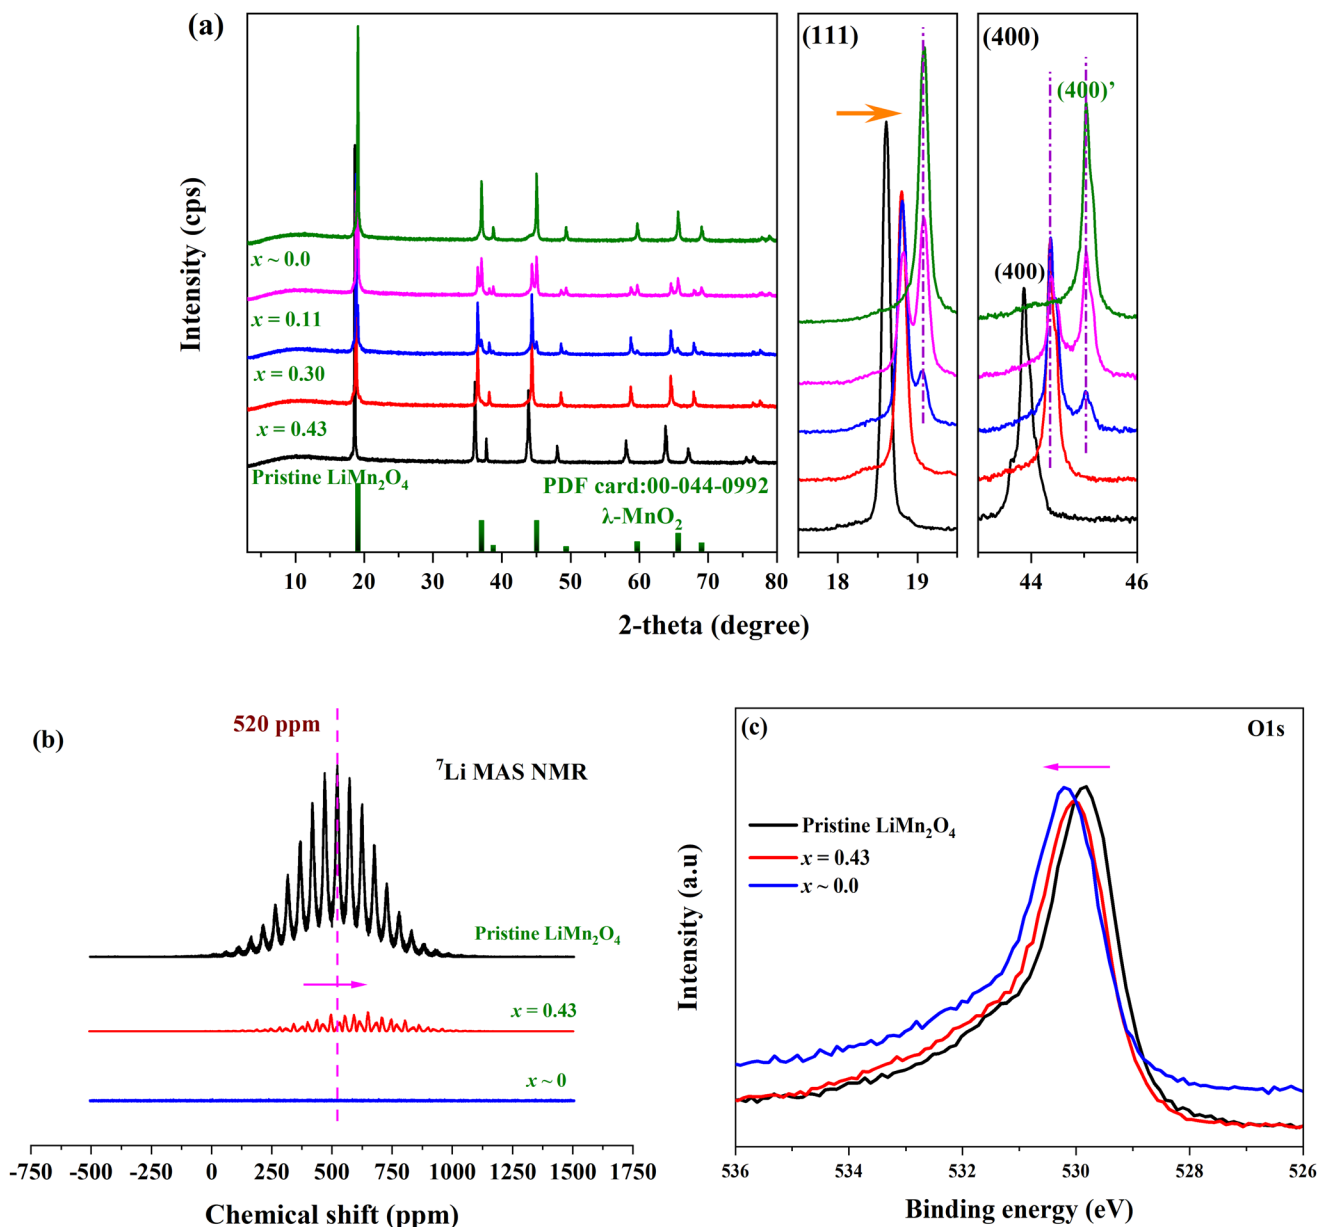 (a)
(111)
(400)
(400)’
(400)
Intensity (cps)
x ~ 0.0
x = 0.11
x = 0.30
x = 0.43
Pristine LiMn₂O₄
PDF card:00-044-0992
λ-MnO₂
10 20 30 40 50 60 70 80
18 19
44 46
2-theta (degree)
(b)
520 ppm
⁷Li MAS NMR
Pristine LiMn₂O₄
x = 0.43
x ~ 0
-750 -500 -250 0 250 500 750 1000 1250 1500 1750
Chemical shift (ppm)
(c)
O1s
Pristine LiMn₂O₄
x = 0.43
x ~ 0.0
Intensity (a.u)
536 534 532 530 528 526
Binding energy (eV)